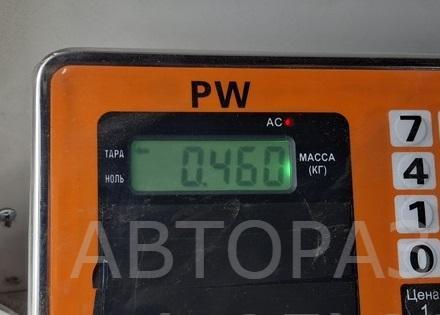 PW
AC
ТАРА
НОЛЬ
0.460
МАССА
(КГ)
7
4
1
0
Цена
1
АВТОРАЗ